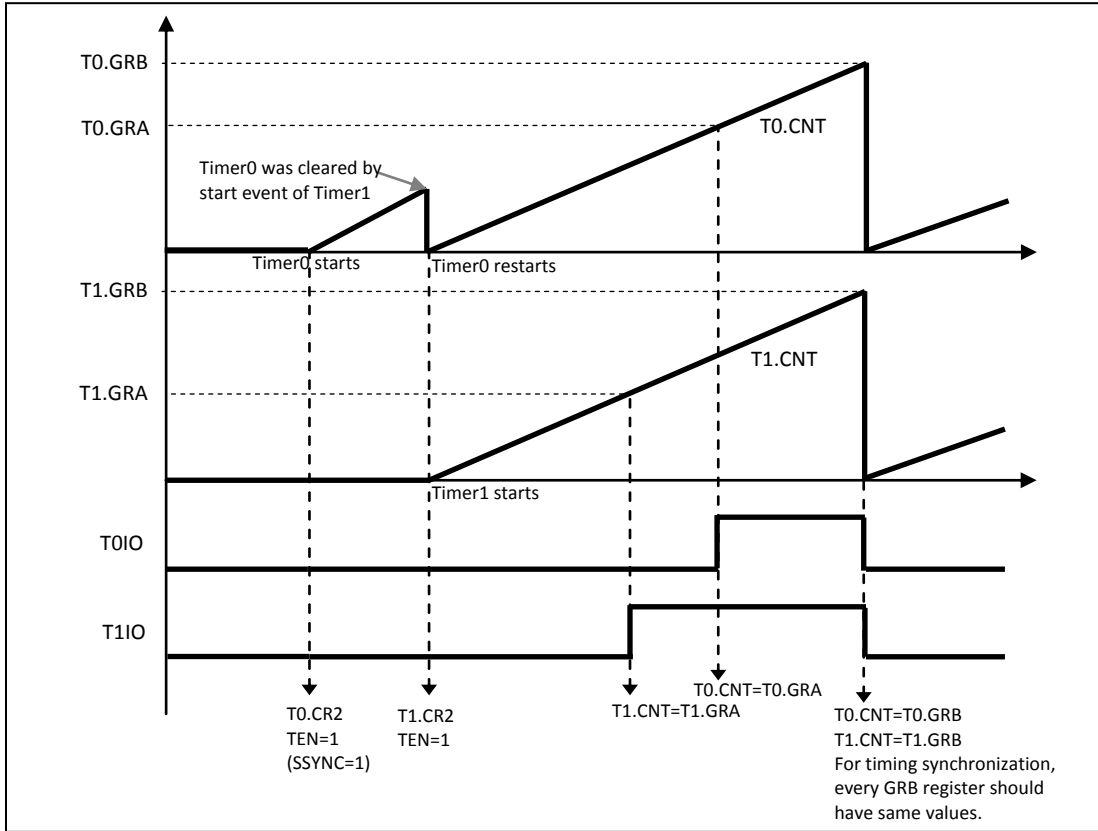 T0.GRB
T0.GRA
T0.CNT
Timer0 was cleared by
start event of Timer1
Timer0 starts
Timer0 restarts
T1.GRB
T1.CNT
T1.GRA
Timer1 starts
T0IO
T1IO
T0.CR2
TEN=1
(SSYNC=1)
T1.CR2
TEN=1
T1.CNT=T1.GRA
T0.CNT=T0.GRA
T0.CNT=T0.GRB
T1.CNT=T1.GRB
For timing synchronization,
every GRB register should
have same values.